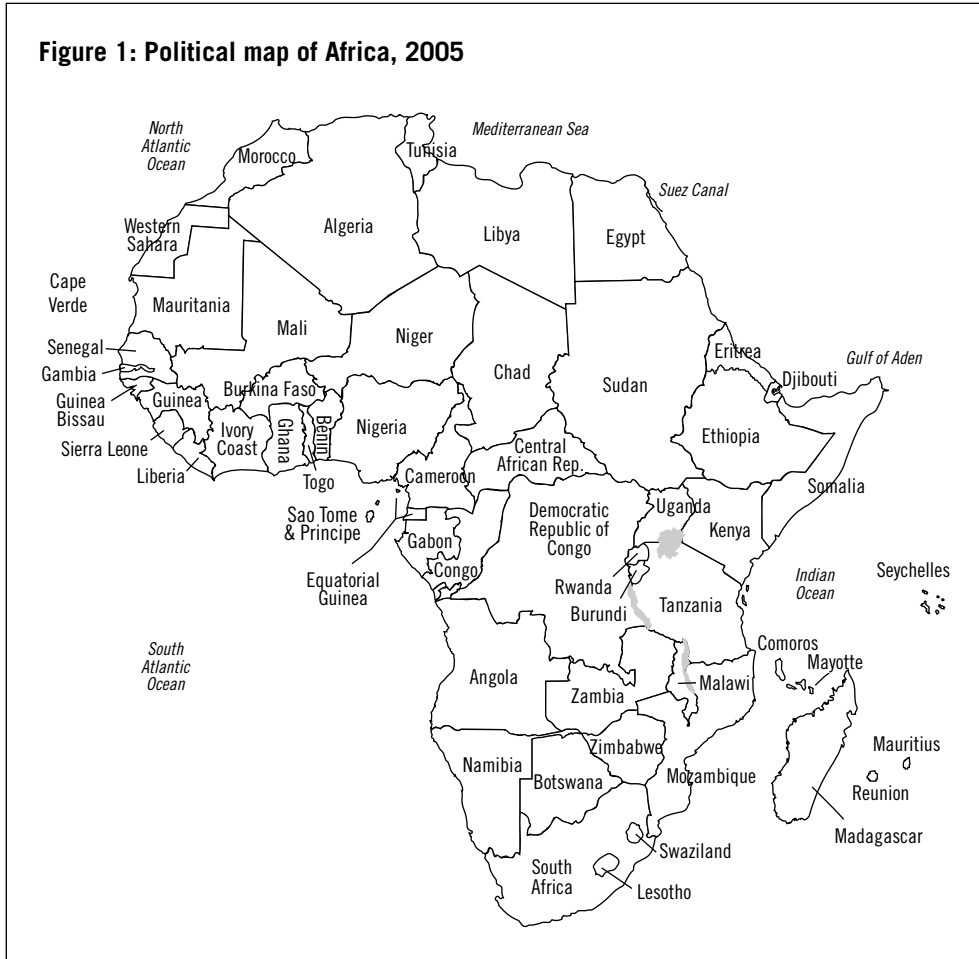 Figure 1: Political map of Africa, 2005
North
Atlantic
Ocean
Mediterranean Sea
Morocco
Tunisia
Suez Canal
Algeria
Libya
Egypt
Western
Sahara
Cape
Verde
Mauritania
Mali
Niger
Chad
Sudan
Eritrea
Gulf of Aden
Djibouti
Senegal
Gambia
Guinea
Bissau
Guinea
Burkina Faso
Sierra Leone
Liberia
Ivory
Coast
Ghana
Togo
Benin
Nigeria
Ethiopia
Somalia
Central
African Rep.
Cameroon
Sao Tome
& Principe
Equatorial
Guinea
Gabon
Congo
Democratic
Republic of
Congo
Uganda
Kenya
Rwanda
Burundi
Tanzania
Indian
Ocean
Seychelles
South
Atlantic
Ocean
Comoros
Mayotte
Angola
Zambia
Malawi
Mauritius
Reunion
Madagascar
Namibia
Botswana
Zimbabwe
Mozambique
Swaziland
South
Africa
Lesotho